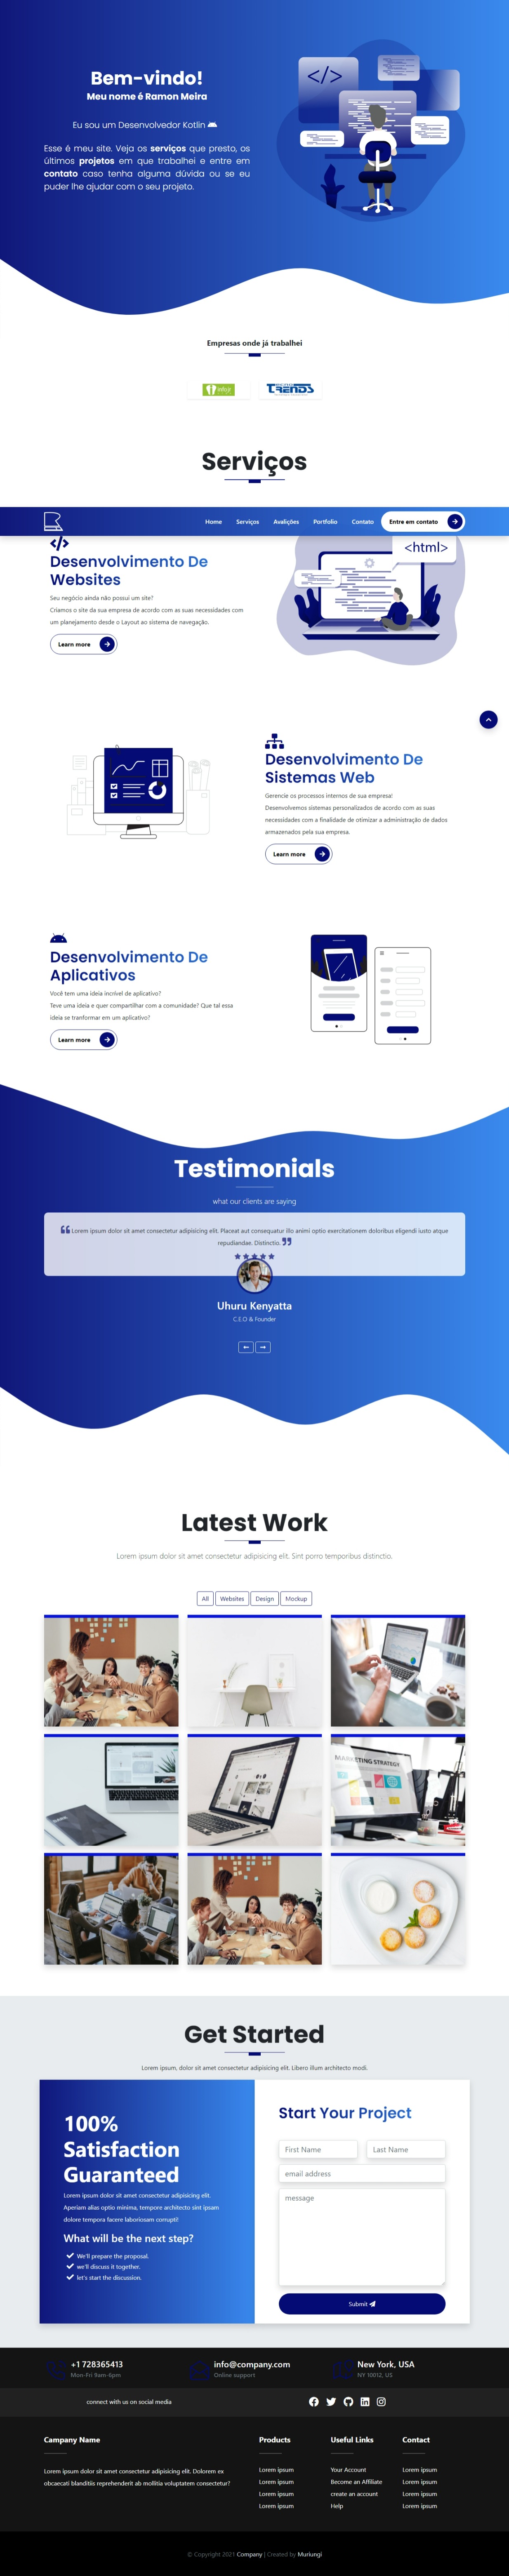 Bem-vindo!
Meu nome é Ramon Meira
Eu sou um Desenvolvedor Kotlin
Esse é meu site. Veja os serviços que presto, os
últimos projetos em que trabalhei e entre em
contato caso tenha alguma dúvida ou se eu
puder lhe ajudar com o seu projeto.
</>
Empresas onde já trabalhei
TRENDS
Serviços
Home
Serviços
Avalições
Portfolio
Contato
Entre em contato
Desenvolvimento De
Websites
Seu negócio ainda não possui um site?
Criamos o site da sua empresa de acordo com as suas necessidades com
um planejamento desde o Layout ao sistema de navegação.
Learn more
<html>
Desenvolvimento De
Sistemas Web
Gerencie os processos internos de sua empresa!
Desenvolvemos sistemas personalizados de acordo com as suas
necessidades com a finalidade de otimizar a administração de dados
armazenados pela sua empresa.
Learn more
Desenvolvimento De
Aplicativos
Você tem uma ideia incrível de aplicativo?
Teve uma ideia e quer compartilhar com a comunidade? Que tal essa
ideia se tranformar em um aplicativo?
Learn more
Testimonials
what our clients are saying
Lorem ipsum dolor sit amet consectetur adipisicing elit. Placeat aut consequatur illo animi optio exercitationem doloribus eligendi iusto atque
repudiandae. Distinctio.
Uhuru Kenyatta
C.E.O & Founder
Latest Work
Lorem ipsum dolor sit amet consectetur adipisicing elit. Sint porro temporibus distinctio.
All
Websites
Design
Mockup
MARKETING STRATEGY
Get Started
Lorem ipsum, dolor sit amet consectetur adipisicing elit. Libero illum architecto modi.
100%
Satisfaction
Guaranteed
Lorem ipsum dolor sit amet consectetur adipisicing elit.
Aperiam alias optio minima, tempore architecto sint ipsam
dolore tempora facere laboriosam corrupti!
What will be the next step?
We'll prepare the proposal.
we'll discuss it together.
let's start the discussion.
Start Your Project
First Name
Last Name
email address
message
Submit
+1 728365413
Mon-Fri 9am-6pm
info@company.com
Online support
New York, USA
NY 10012, US
connect with us on social media
Campany Name
Lorem ipsum dolor sit amet consectetur adipisicing elit. Dolorem ex
obcaecati blanditiis reprehenderit ab mollitia voluptatem consectetur?
Products
Lorem ipsum
Lorem ipsum
Lorem ipsum
Lorem ipsum
Useful Links
Your Account
Become an Affiliate
create an account
Help
Contact
Lorem ipsum
Lorem ipsum
Lorem ipsum
Lorem ipsum
© Copyright 2021 Company | Created by Muriungi